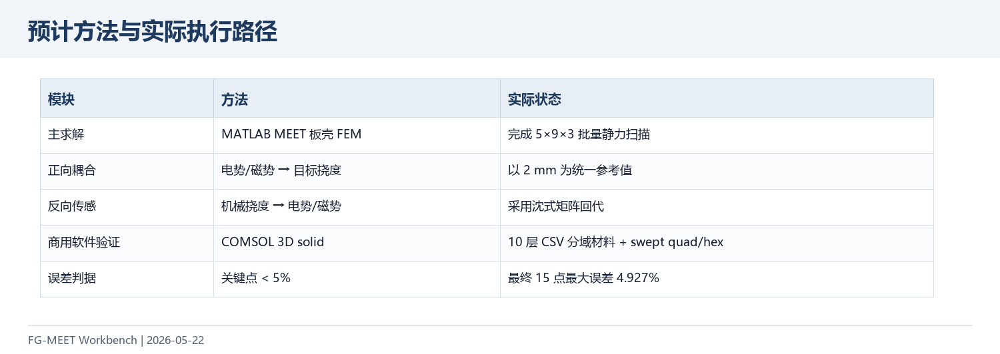 预计方法与实际执行路径
模块 方法 实际状态
主求解 MATLAB MEET 板壳 FEM 完成 5×9×3 批量静力扫描
正向耦合 电势/磁势 → 目标挠度 以 2 mm 为统一参考值
反向传感 机械挠度 → 电势/磁势 采用沈式矩阵回代
商用软件验证 COMSOL 3D solid 10 层 CSV 分域材料 + swept quad/hex
误差判据 关键点 < 5% 最终 15 点最大误差 4.927%
FG-MEET Workbench | 2026-05-22